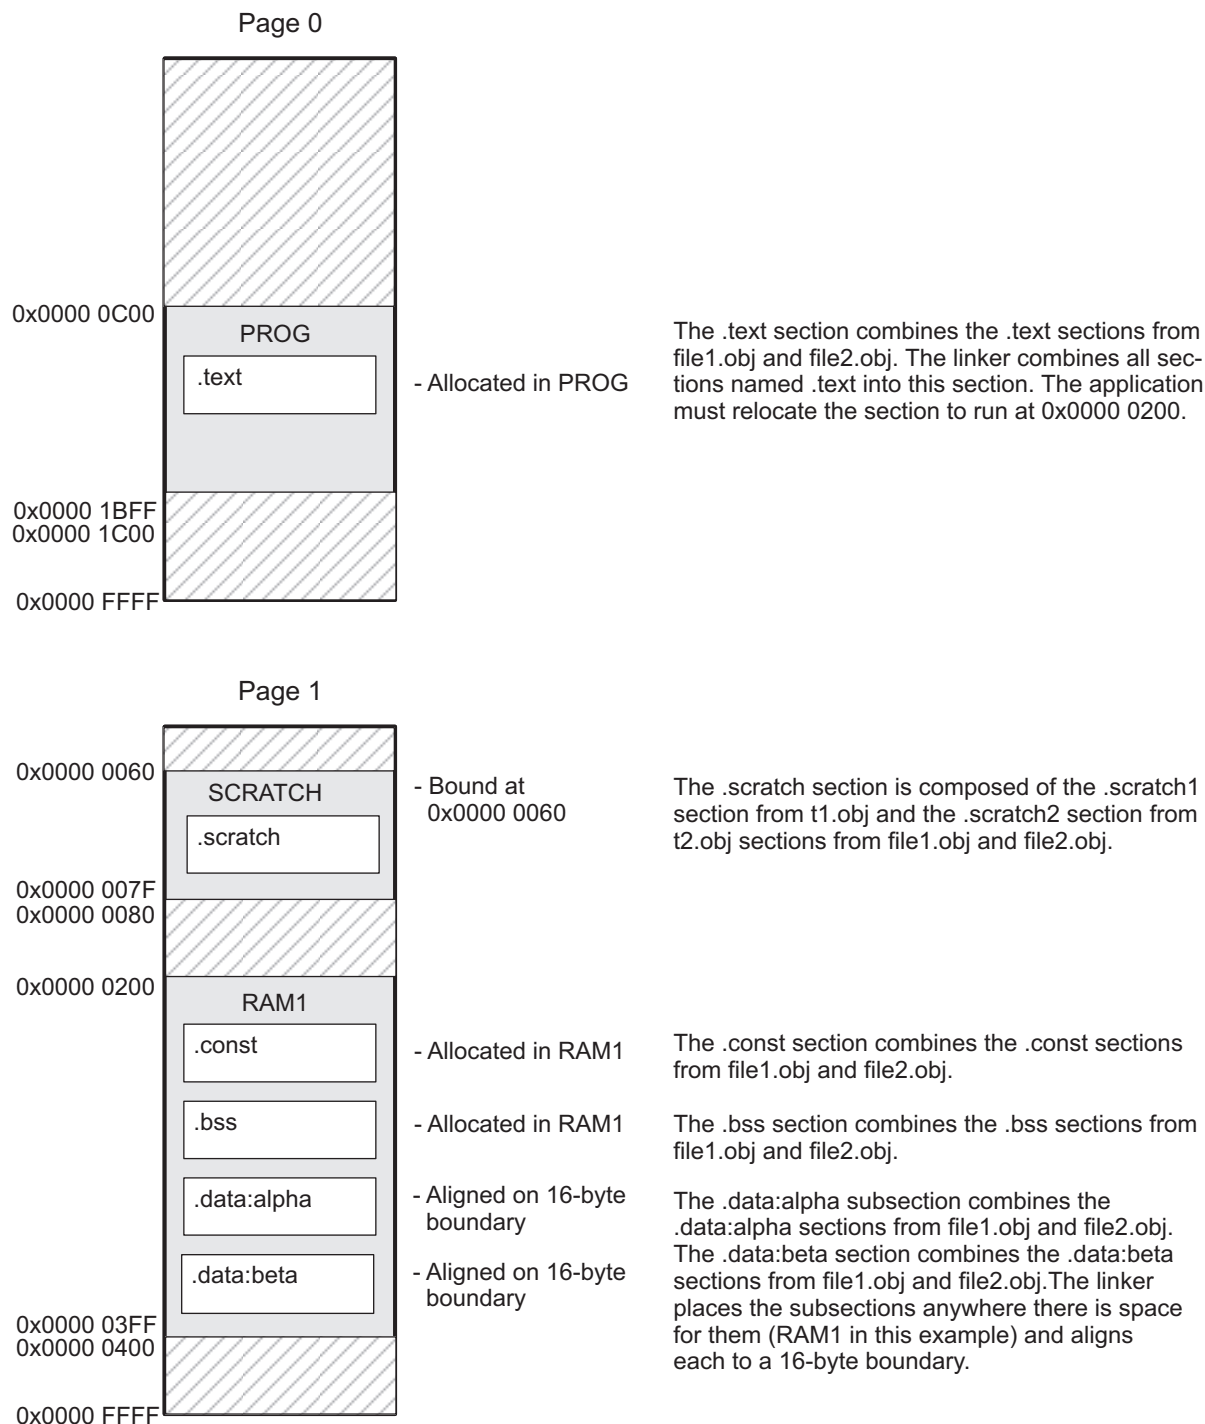 Page 0
0x0000 0C00
PROG
.text
- Allocated in PROG
The .text section combines the .text sections from
file1.obj and file2.obj. The linker combines all sec-
tions named .text into this section. The application
must relocate the section to run at 0x0000 0200.
0x0000 1BFF
0x0000 1C00
0x0000 FFFF
Page 1
0x0000 0060
SCRATCH
.scratch
- Bound at
0x0000 0060
The .scratch section is composed of the .scratch1
section from t1.obj and the .scratch2 section from
t2.obj sections from file1.obj and file2.obj.
0x0000 007F
0x0000 0080
0x0000 0200
RAM1
.const
- Allocated in RAM1
The .const section combines the .const sections
from file1.obj and file2.obj.
.bss
- Allocated in RAM1
The .bss section combines the .bss sections from
file1.obj and file2.obj.
.data:alpha
- Aligned on 16-byte
boundary
The .data:alpha subsection combines the
.data:alpha sections from file1.obj and file2.obj.
The .data:beta section combines the .data:beta
sections from file1.obj and file2.obj.The linker
places the subsections anywhere there is space
for them (RAM1 in this example) and aligns
each to a 16-byte boundary.
.data:beta
- Aligned on 16-byte
boundary
0x0000 03FF
0x0000 0400
0x0000 FFFF